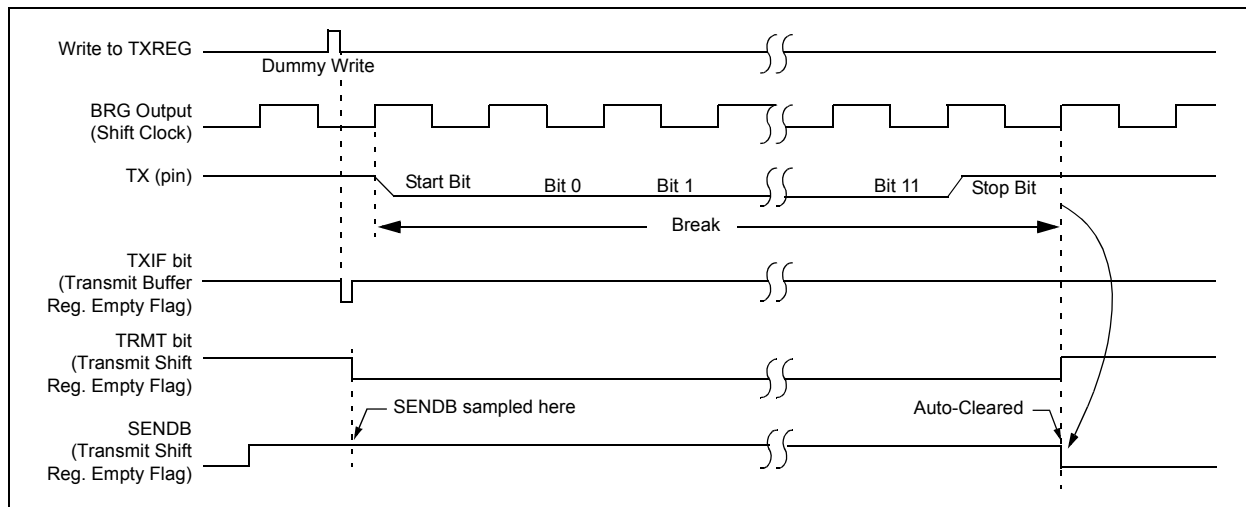 Write to TXREG
Dummy Write
BRG Output
(Shift Clock)
TX (pin)
Start Bit
Bit 0
Bit 1
Bit 11
Stop Bit
Break
TXIF bit
(Transmit Buffer
Reg. Empty Flag)
TRMT bit
(Transmit Shift
Reg. Empty Flag)
SENDB sampled here
Auto-Cleared
SENDB
(Transmit Shift
Reg. Empty Flag)